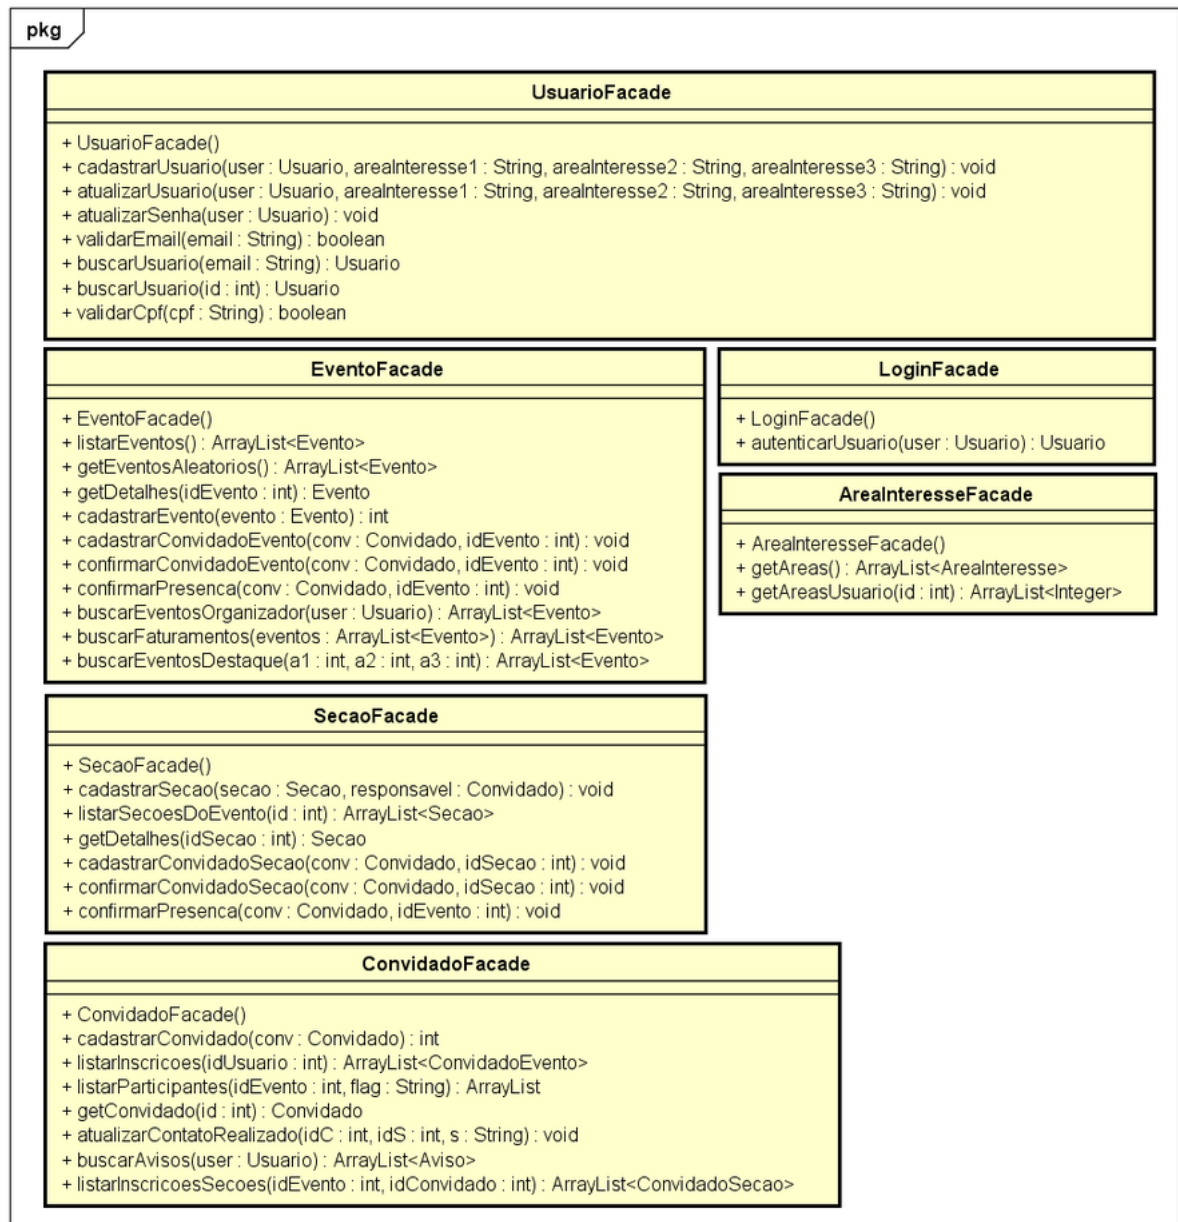 pkg
UsuarioFacade
+ UsuarioFacade()
+ cadastrarUsuario(user : Usuario, areaInteresse1 : String, areaInteresse2 : String, areaInteresse3 : String) : void
+ atualizarUsuario(user : Usuario, areaInteresse1 : String, areaInteresse2 : String, areaInteresse3 : String) : void
+ atualizarSenha(user : Usuario) : void
+ validarEmail(email : String) : boolean
+ buscarUsuario(email : String) : Usuario
+ buscarUsuario(id : int) : Usuario
+ validarCpf(cpf : String) : boolean
EventoFacade
+ EventoFacade()
+ listarEventos() : ArrayList<Evento>
+ getEventosAleatorios() : ArrayList<Evento>
+ getDetalhes(idEvento : int) : Evento
+ cadastrarEvento(evento : Evento) : int
+ cadastrarConvidadoEvento(conv : Convidado, idEvento : int) : void
+ confirmarConvidadoEvento(conv : Convidado, idEvento : int) : void
+ confirmarPresenca(conv : Convidado, idEvento : int) : void
+ buscarEventosOrganizador(user : Usuario) : ArrayList<Evento>
+ buscarFaturamentos(eventos : ArrayList<Evento>) : ArrayList<Evento>
+ buscarEventosDestaque(a1 : int, a2 : int, a3 : int) : ArrayList<Evento>
LoginFacade
+ LoginFacade()
+ autenticarUsuario(user : Usuario) : Usuario
AreaInteresseFacade
+ AreaInteresseFacade()
+ getAreas() : ArrayList<AreaInteresse>
+ getAreasUsuario(id : int) : ArrayList<Integer>
SecaoFacade
+ SecaoFacade()
+ cadastrarSecao(secao : Secao, responsavel : Convidado) : void
+ listarSecoesDoEvento(id : int) : ArrayList<Secao>
+ getDetalhes(idSecao : int) : Secao
+ cadastrarConvidadoSecao(conv : Convidado, idSecao : int) : void
+ confirmarConvidadoSecao(conv : Convidado, idSecao : int) : void
+ confirmarPresenca(conv : Convidado, idEvento : int) : void
ConvidadoFacade
+ ConvidadoFacade()
+ cadastrarConvidado(conv : Convidado) : int
+ listarInscricoes(idUsuario : int) : ArrayList<ConvidadoEvento>
+ listarParticipantes(idEvento : int, flag : String) : ArrayList
+ getConvidado(id : int) : Convidado
+ atualizarContatoRealizado(idC : int, idS : int, s : String) : void
+ buscarAvisos(user : Usuario) : ArrayList<Aviso>
+ listarInscricoesSecoes(idEvento : int, idConvidado : int) : ArrayList<ConvidadoSecao>